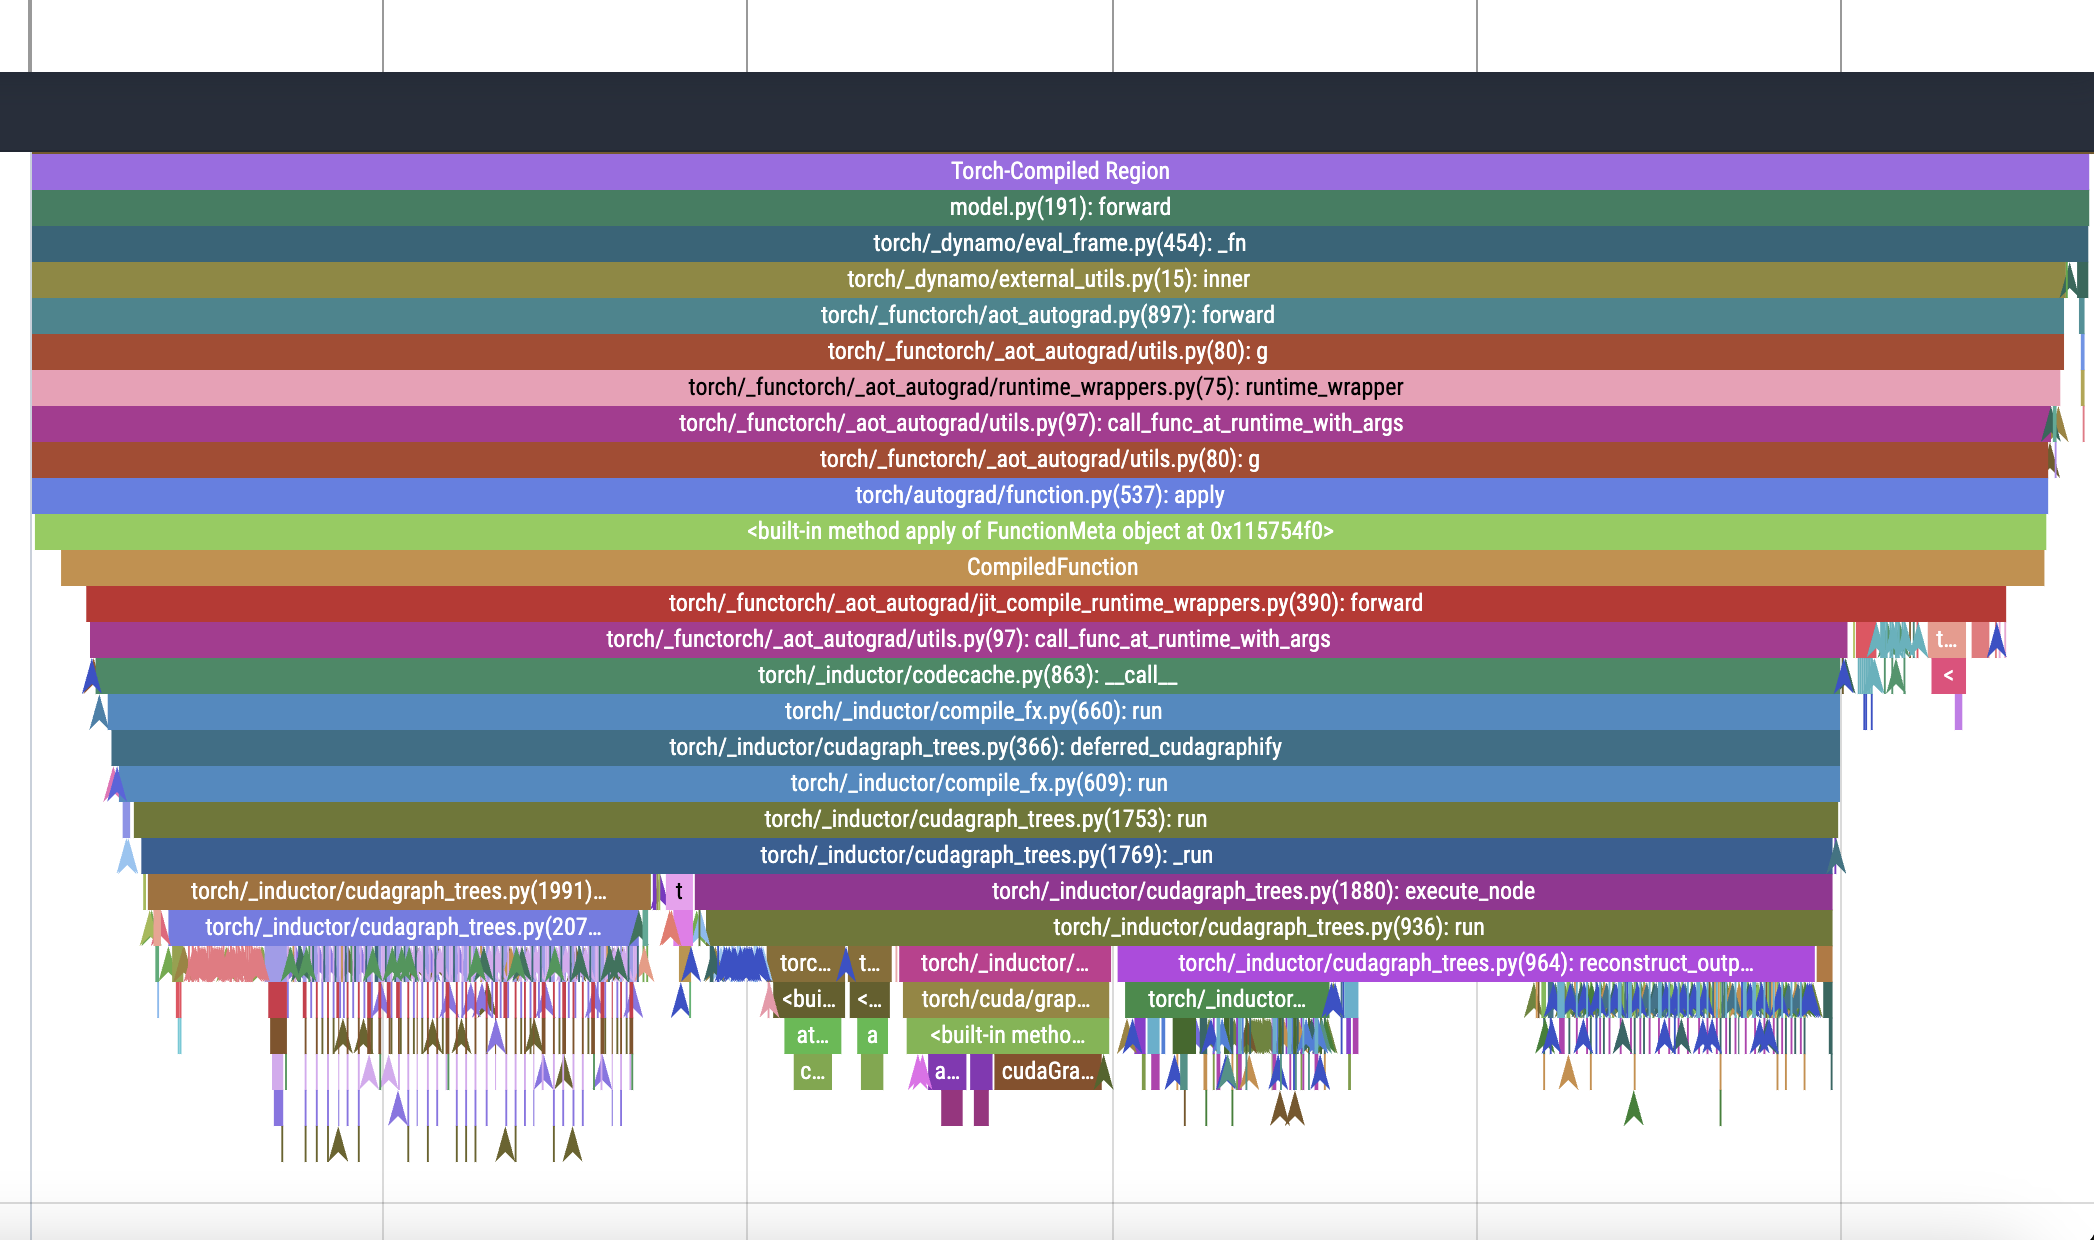 Torch-Compiled Region
model.py(191): forward
torch/_dynamo/eval_frame.py(454): _fn
torch/_dynamo/external_utils.py(15): inner
torch/_functorch/aot_autograd.py(897): forward
torch/_functorch/_aot_autograd/utils.py(80): g
torch/_functorch/_aot_autograd/runtime_wrappers.py(75): runtime_wrapper
torch/_functorch/_aot_autograd/utils.py(97): call_func_at_runtime_with_args
torch/_functorch/_aot_autograd/utils.py(80): g
torch/autograd/function.py(537): apply
<built-in method apply of FunctionMeta object at 0x115754f0>
CompiledFunction
torch/_functorch/_aot_autograd/jit_compile_runtime_wrappers.py(390): forward
torch/_functorch/_aot_autograd/utils.py(97): call_func_at_runtime_with_args t...
torch/_inductor/codecache.py(863): __call__ <
torch/_inductor/compile_fx.py(660): run
torch/_inductor/cudagraph_trees.py(366): deferred_cudagraphify
torch/_inductor/compile_fx.py(609): run
torch/_inductor/cudagraph_trees.py(1753): run
torch/_inductor/cudagraph_trees.py(1769): _run
torch/_inductor/cudagraph_trees.py(1991)... t torch/_inductor/cudagraph_trees.py(1880): execute_node
torch/_inductor/cudagraph_trees.py(207... torch/_inductor/cudagraph_trees.py(936): run
torc... t... torch/_inductor/... torch/_inductor/cudagraph_trees.py(964): reconstruct_outp...
<bui... <... torch/cuda/grap... torch/_inductor...
at... a <built-in metho...
c... a... cudaGra...